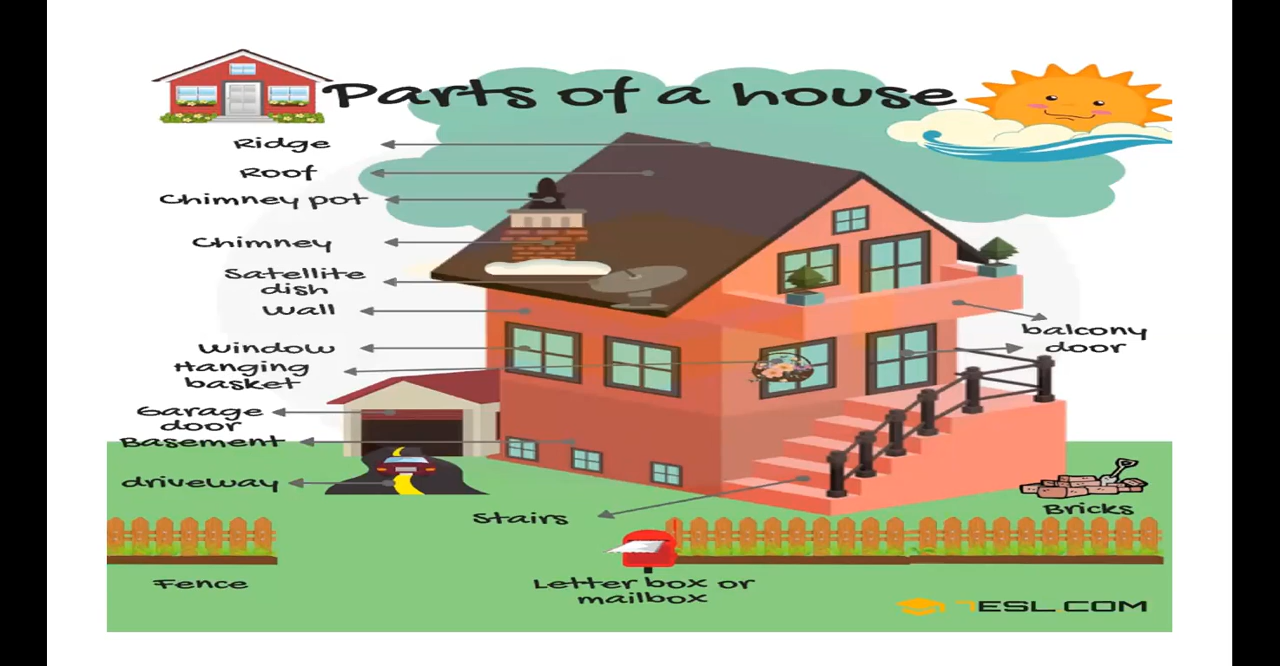 Parts of a house
Ridge
Roof
Chimney pot
Chimney
Satellite
dish
Wall
Window
Hanging
basket
Garage
door
Basement
driveway
balcony
door
Stairs
Bricks
Fence
Letter box or
mailbox
7ESL.COM